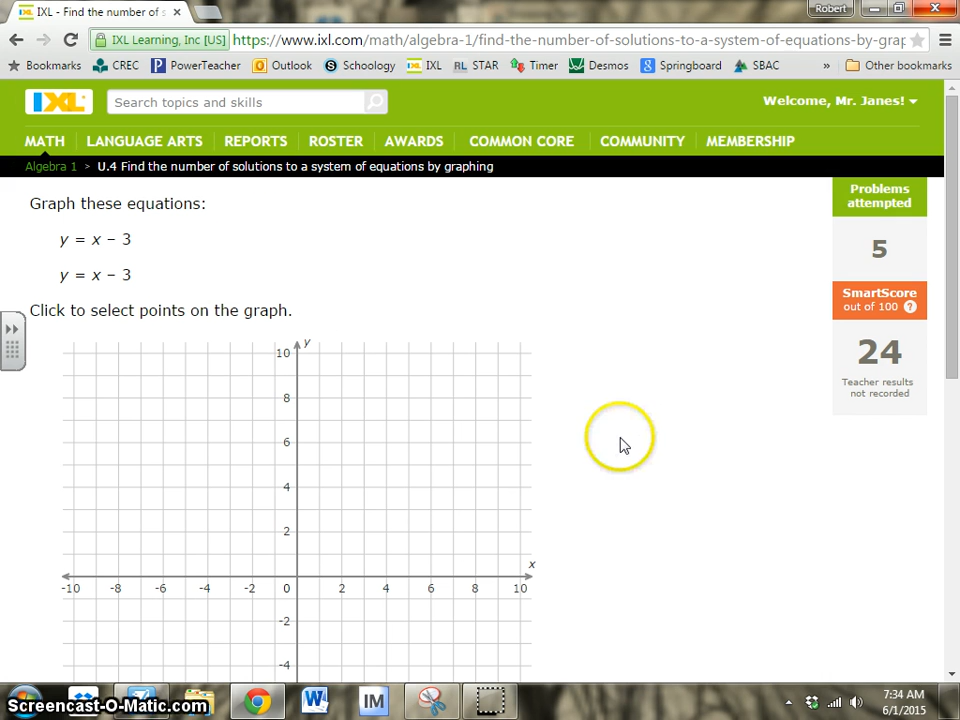 IXL - Find the number of s
Robert
IXL Learning, Inc [US] https://www.ixl.com/math/algebra-1/find-the-number-of-solutions-to-a-system-of-equations-by-grap
Bookmarks CREC PowerTeacher Outlook Schoology IXL RL STAR Timer Desmos Springboard SBAC » Other bookmarks
IXL Search topics and skills Welcome, Mr. Janes!
MATH LANGUAGE ARTS REPORTS ROSTER AWARDS COMMON CORE COMMUNITY MEMBERSHIP
Algebra 1 > U.4 Find the number of solutions to a system of equations by graphing
Graph these equations:
y = x − 3
y = x − 3
Click to select points on the graph.
Problems
attempted
5
SmartScore
out of 100 ?
24
Teacher results
not recorded
y
10
8
6
4
2
x
-10 -8 -6 -4 -2 0 2 4 6 8 10
-2
-4
W IM
7:34 AM
6/1/2015
Screencast-O-Matic.com